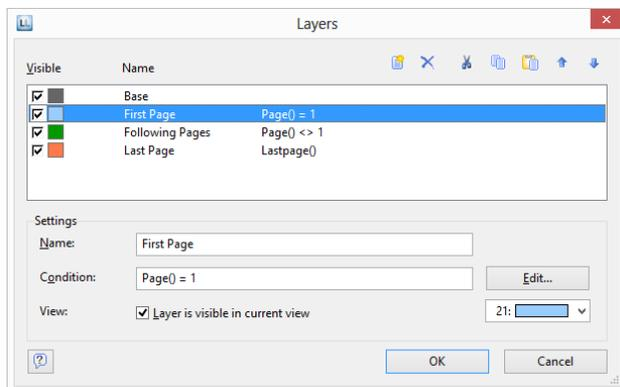 LL
Layers
Visible Name
Base
First Page Page() = 1
Following Pages Page() <> 1
Last Page Lastpage()
Settings
Name: First Page
Condition: Page() = 1 Edit...
View: Layer is visible in current view 21:
OK Cancel